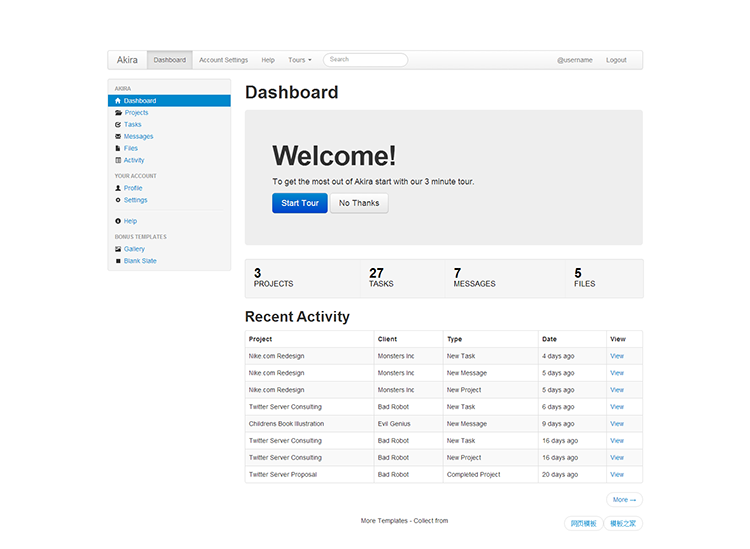 Akira Dashboard Account Settings Help Tours Search @username Logout
AKIRA
Dashboard
Projects
Tasks
Messages
Files
Activity
YOUR ACCOUNT
Profile
Settings
Help
BONUS TEMPLATES
Gallery
Blank Slate
Dashboard
Welcome!
To get the most out of Akira start with our 3 minute tour.
Start Tour No Thanks
3 27 7 5
PROJECTS TASKS MESSAGES FILES
Recent Activity
Project Client Type Date View
Nike.com Redesign Monsters Inc New Task 4 days ago View
Nike.com Redesign Monsters Inc New Message 5 days ago View
Nike.com Redesign Monsters Inc New Project 5 days ago View
Twitter Server Consulting Bad Robot New Task 6 days ago View
Childrens Book Illustration Evil Genius New Message 9 days ago View
Twitter Server Consulting Bad Robot New Task 16 days ago View
Twitter Server Consulting Bad Robot New Project 16 days ago View
Twitter Server Proposal Bad Robot Completed Project 20 days ago View
More →
More Templates - Collect from 网页模板 模板之家